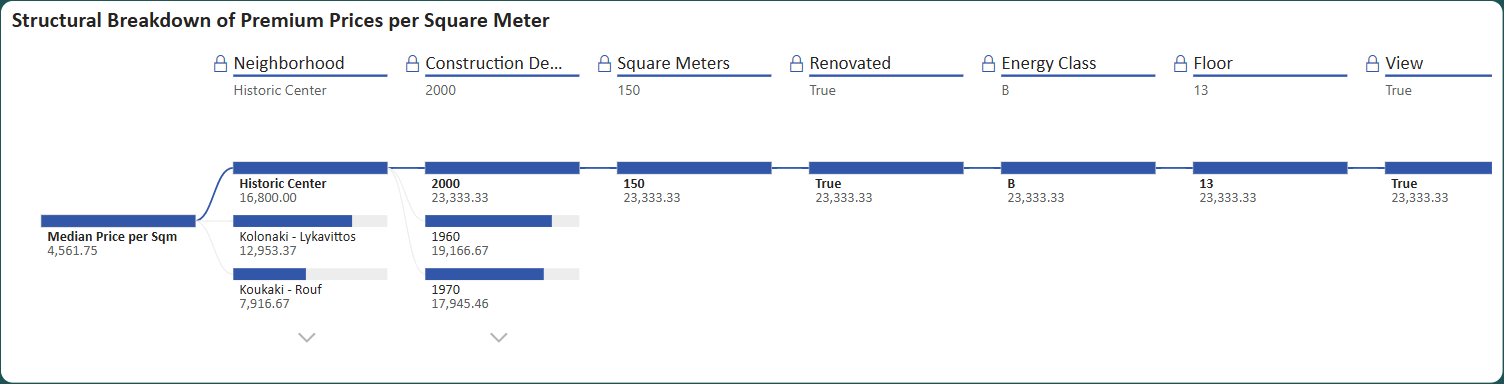 Structural Breakdown of Premium Prices per Square Meter
Neighborhood Construction De... Square Meters Renovated Energy Class Floor View
Historic Center 2000 150 True B 13 True
Historic Center 2000 150 True B 13 True
16,800.00 23,333.33 23,333.33 23,333.33 23,333.33 23,333.33 23,333.33
Median Price per Sqm Kolonaki - Lykavittos 1960
4,561.75 12,953.37 19,166.67
Koukaki - Rouf 1970
7,916.67 17,945.46